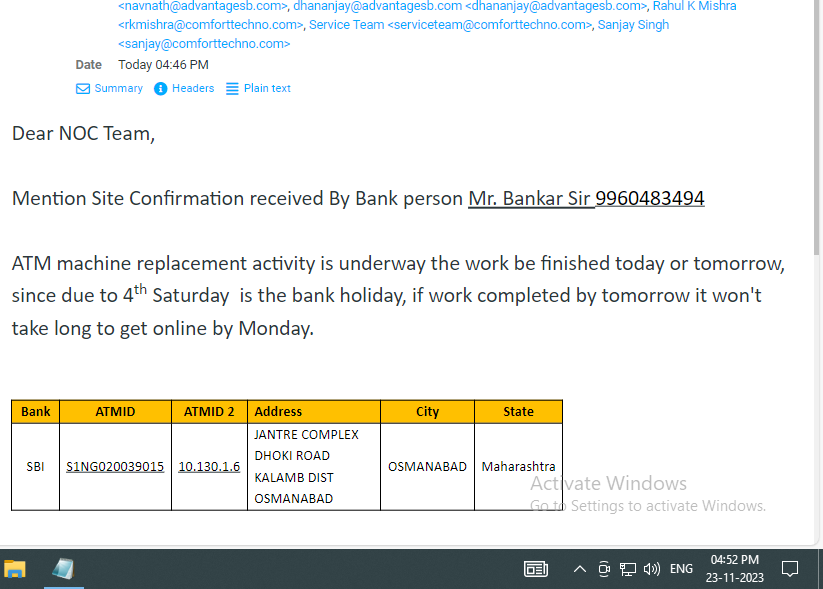 <navnath@advantagesb.com>, dhananjay@advantagesb.com <dhananjay@advantagesb.com>, Rahul K Mishra
<rkmishra@comforttechno.com>, Service Team <serviceteam@comforttechno.com>, Sanjay Singh
<sanjay@comforttechno.com>
Date Today 04:46 PM
Summary Headers Plain text
Dear NOC Team,
Mention Site Confirmation received By Bank person Mr. Bankar Sir 9960483494
ATM machine replacement activity is underway the work be finished today or tomorrow,
since due to 4th Saturday is the bank holiday, if work completed by tomorrow it won't
take long to get online by Monday.
Bank ATMID ATMID 2 Address City State
SBI S1NG020039015 10.130.1.6 JANTRE COMPLEX
DHOKI ROAD
KALAMB DIST
OSMANABAD OSMANABAD Maharashtra
Activate Windows
Go to Settings to activate Windows.
ENG 04:52 PM
23-11-2023